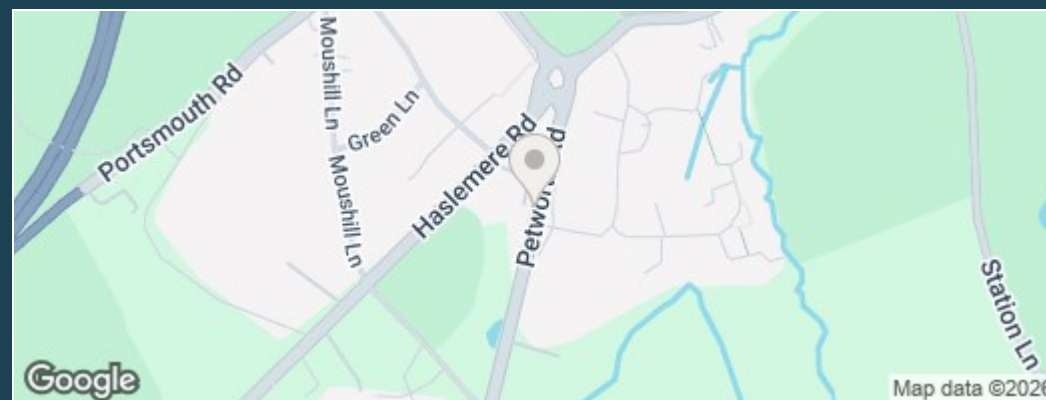 Moushill Ln
Portsmouth Rd
Green Ln
Haslemere Rd
Moushill Ln
Station Ln
Google
Map data ©2026